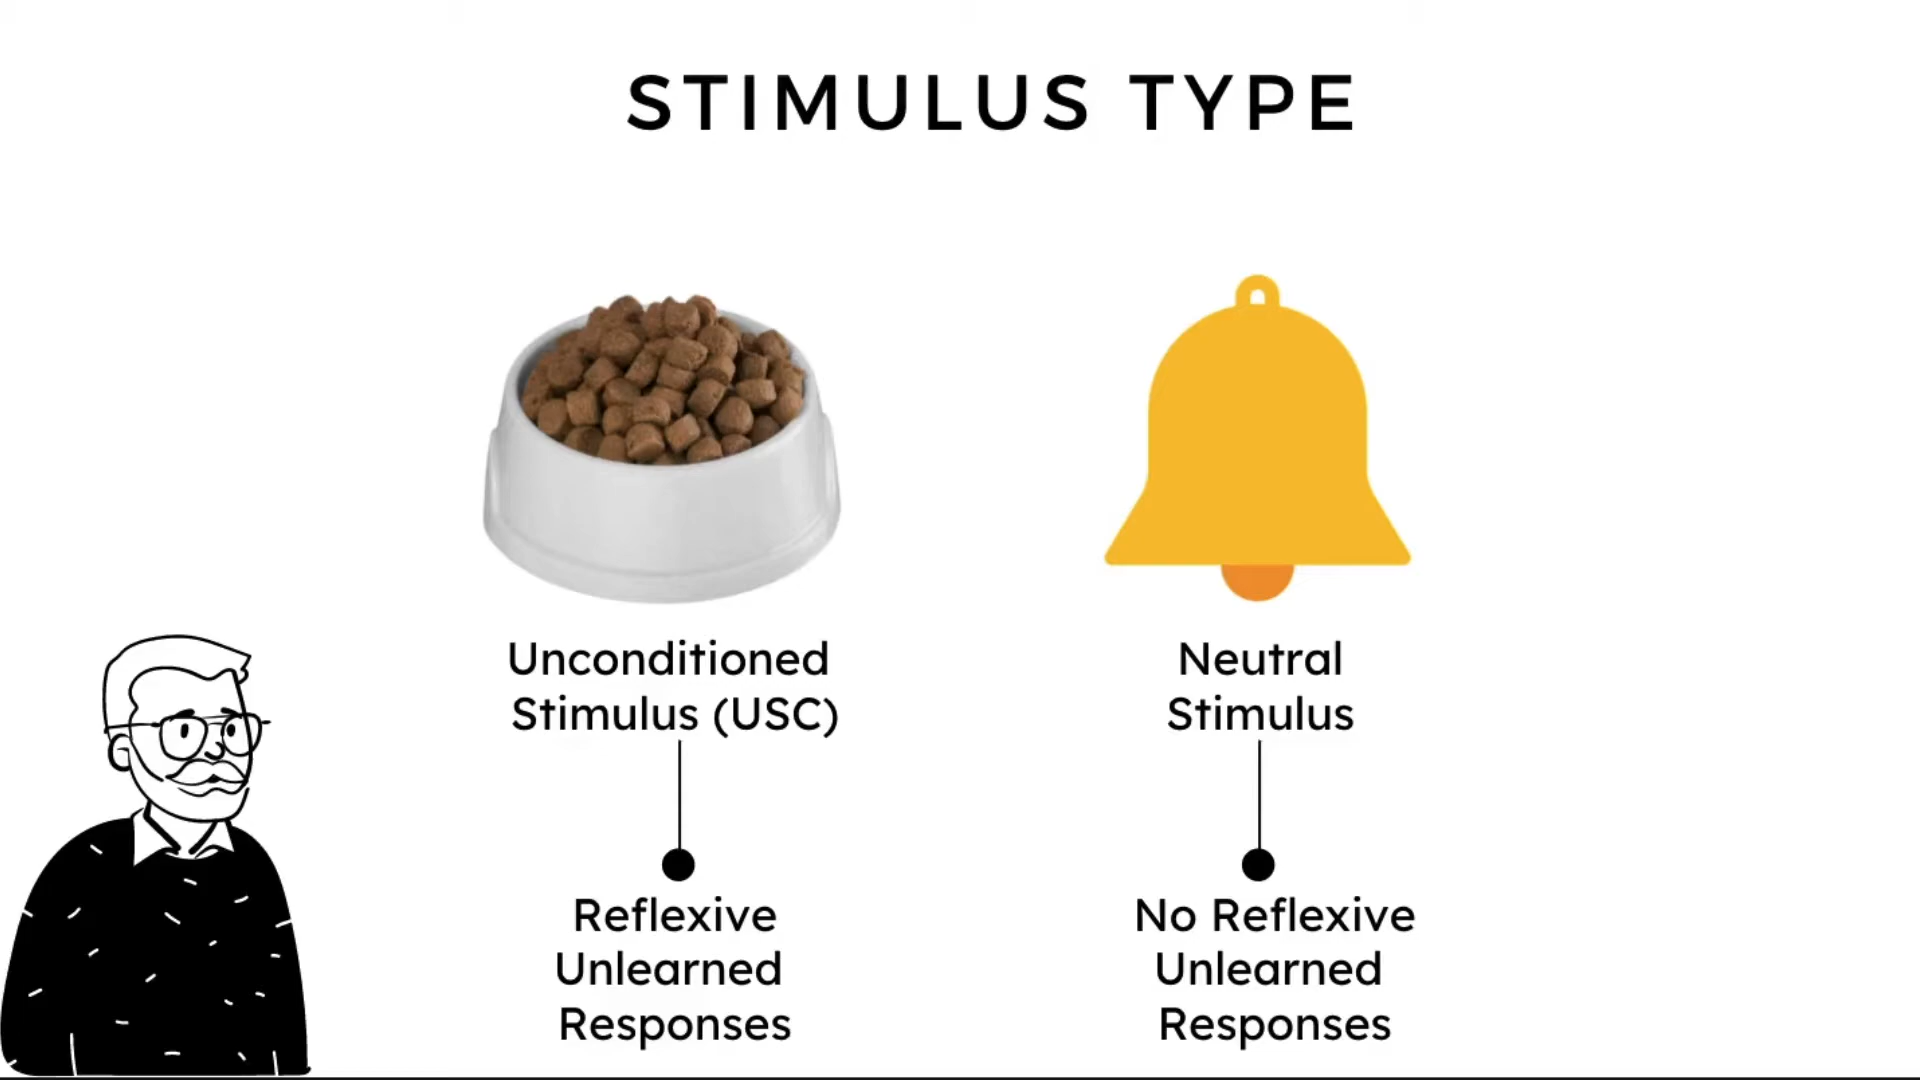 STIMULUS TYPE
Unconditioned
Stimulus (USC)
Reflexive
Unlearned
Responses
Neutral
Stimulus
No Reflexive
Unlearned
Responses